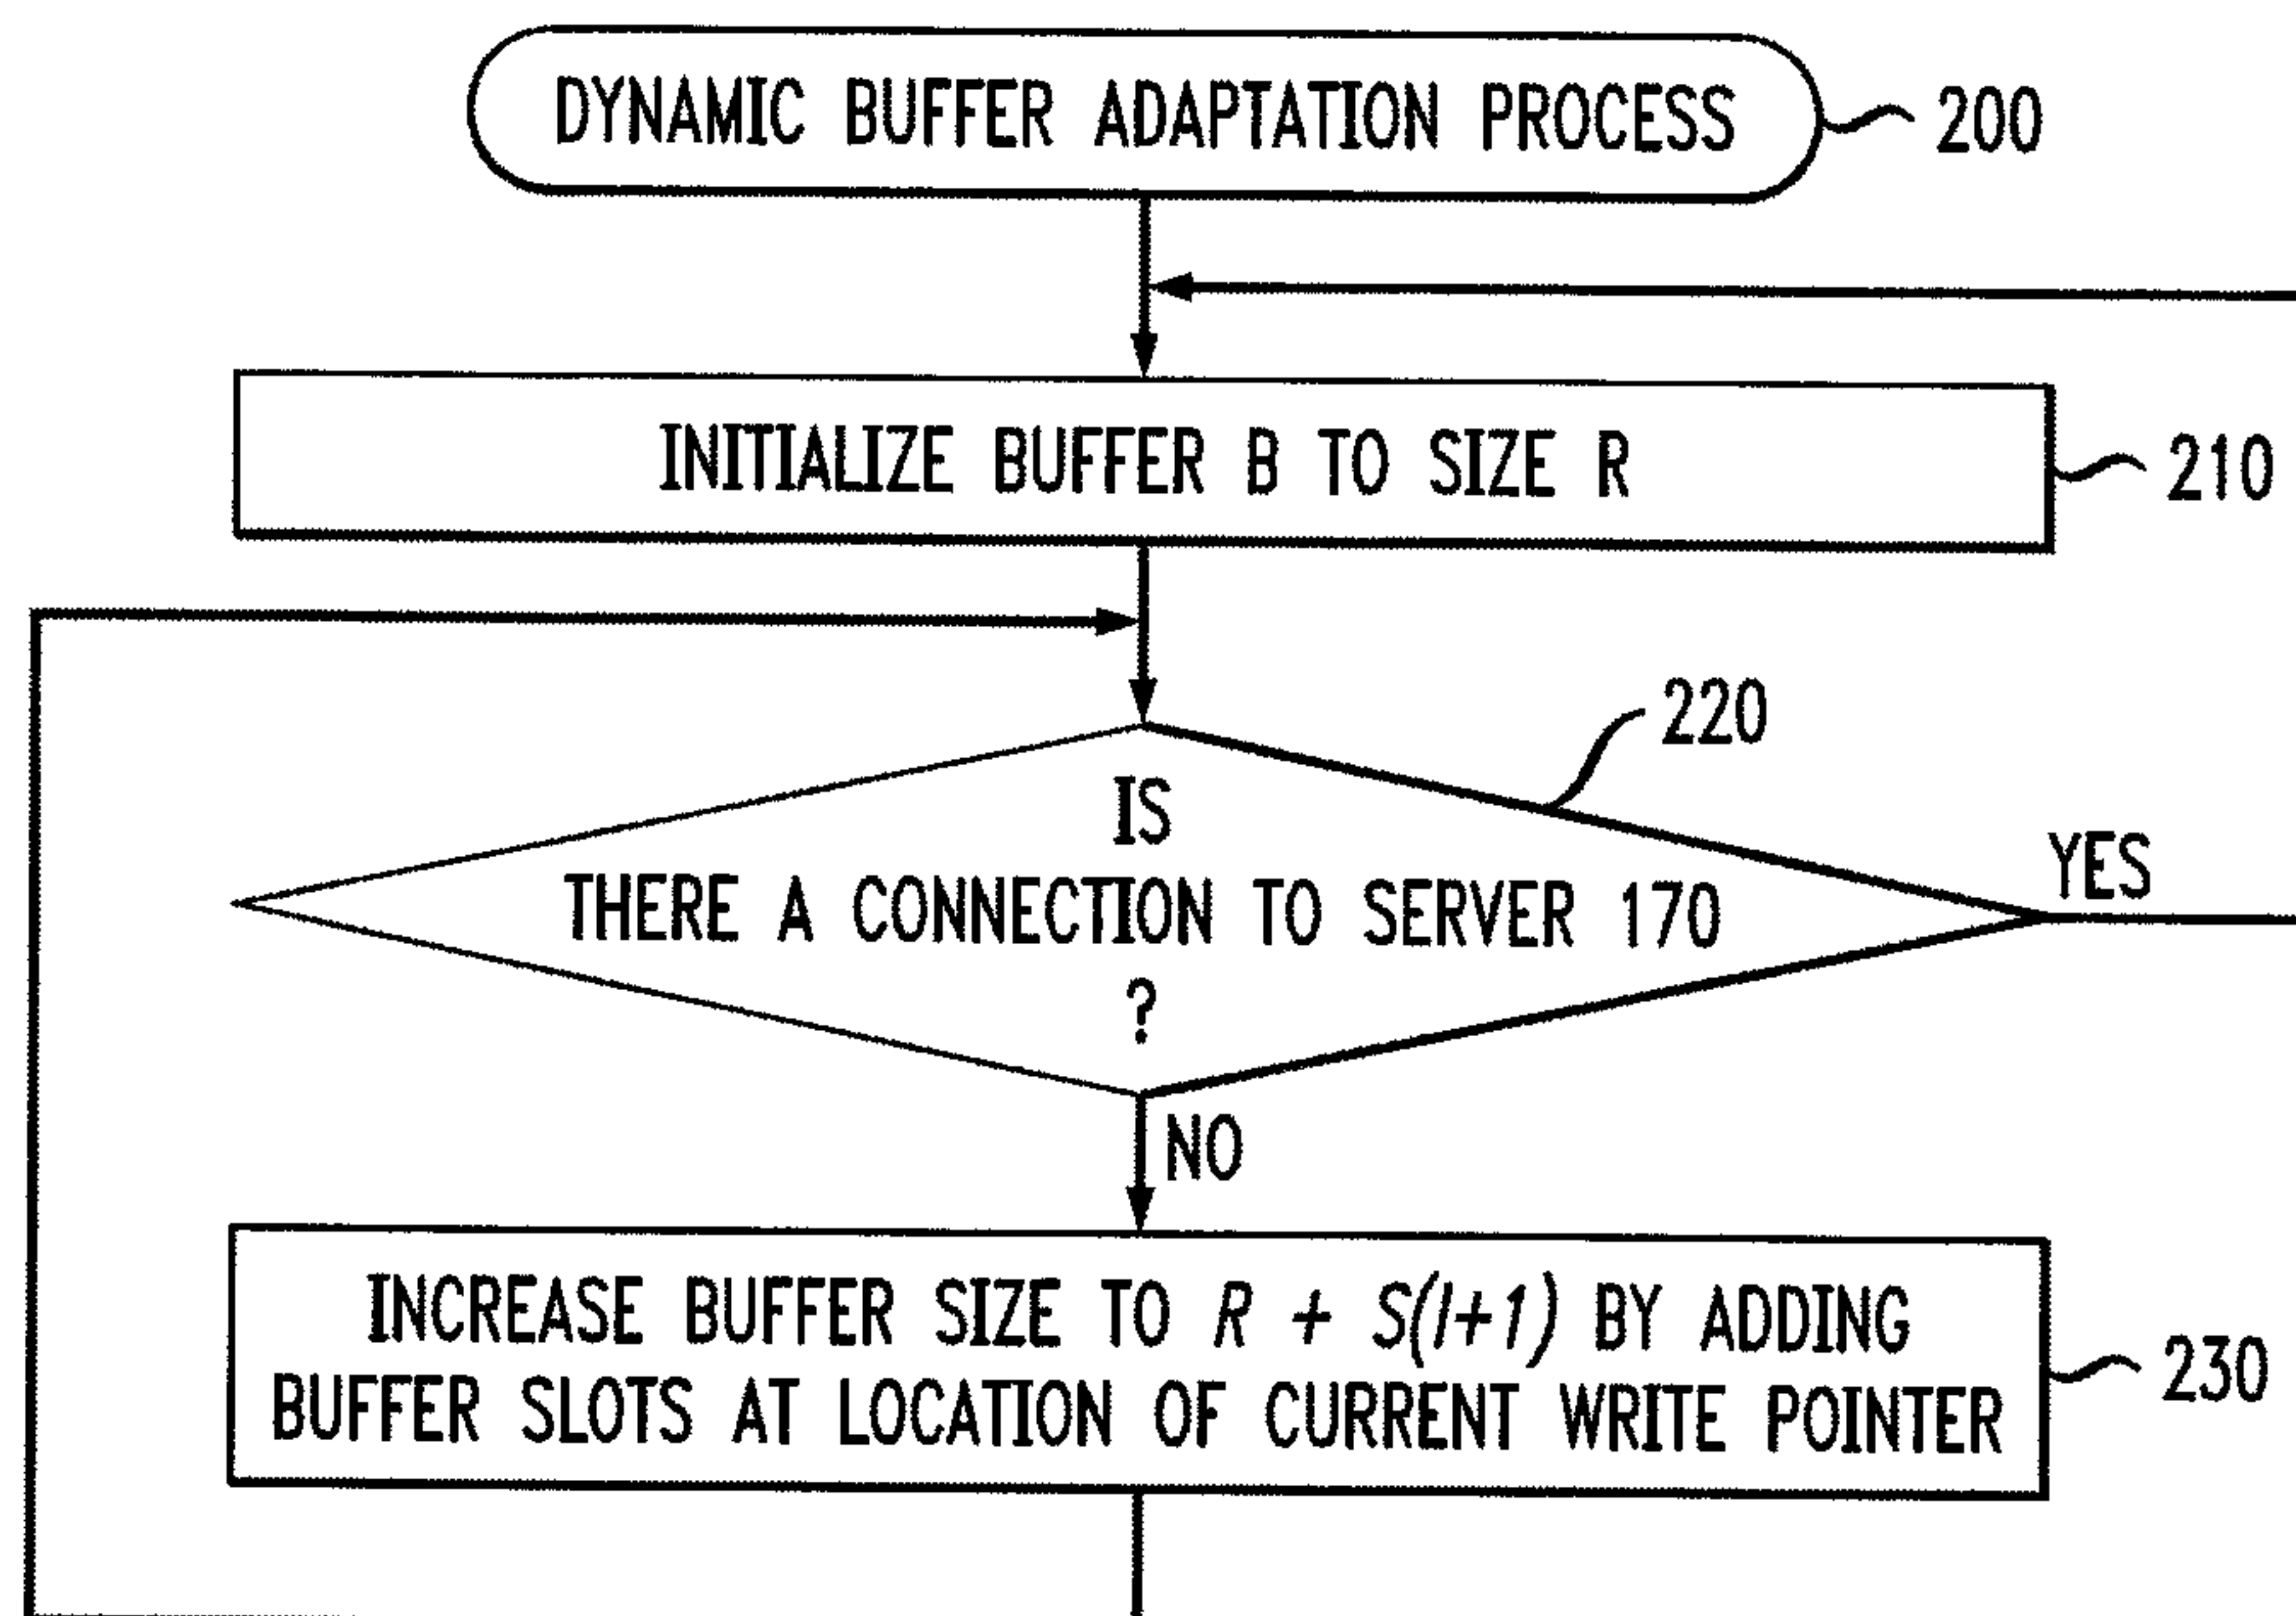 DYNAMIC BUFFER ADAPTATION PROCESS
200
INITIALIZE BUFFER B TO SIZE R
210
220
IS
THERE A CONNECTION TO SERVER 170
?
YES
NO
INCREASE BUFFER SIZE TO R + S(I+1) BY ADDING
BUFFER SLOTS AT LOCATION OF CURRENT WRITE POINTER
230